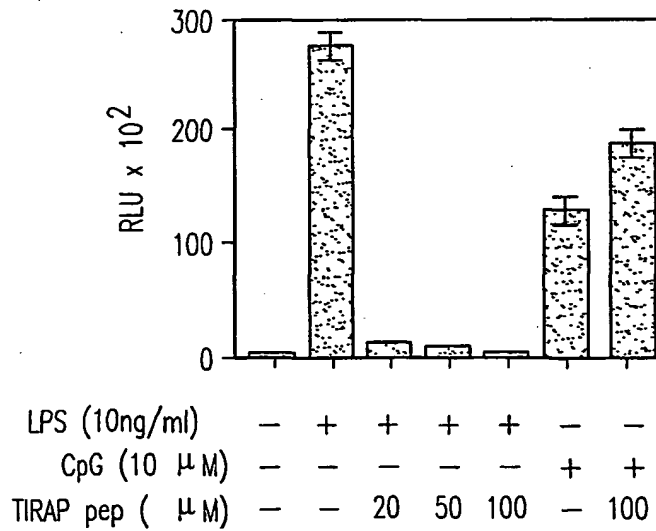 300
200
100
0
RLU x 10²
LPS (10ng/ml) − + + + + − −
CpG (10 μM) − − − − − + +
TIRAP pep ( μM) − − 20 50 100 − 100